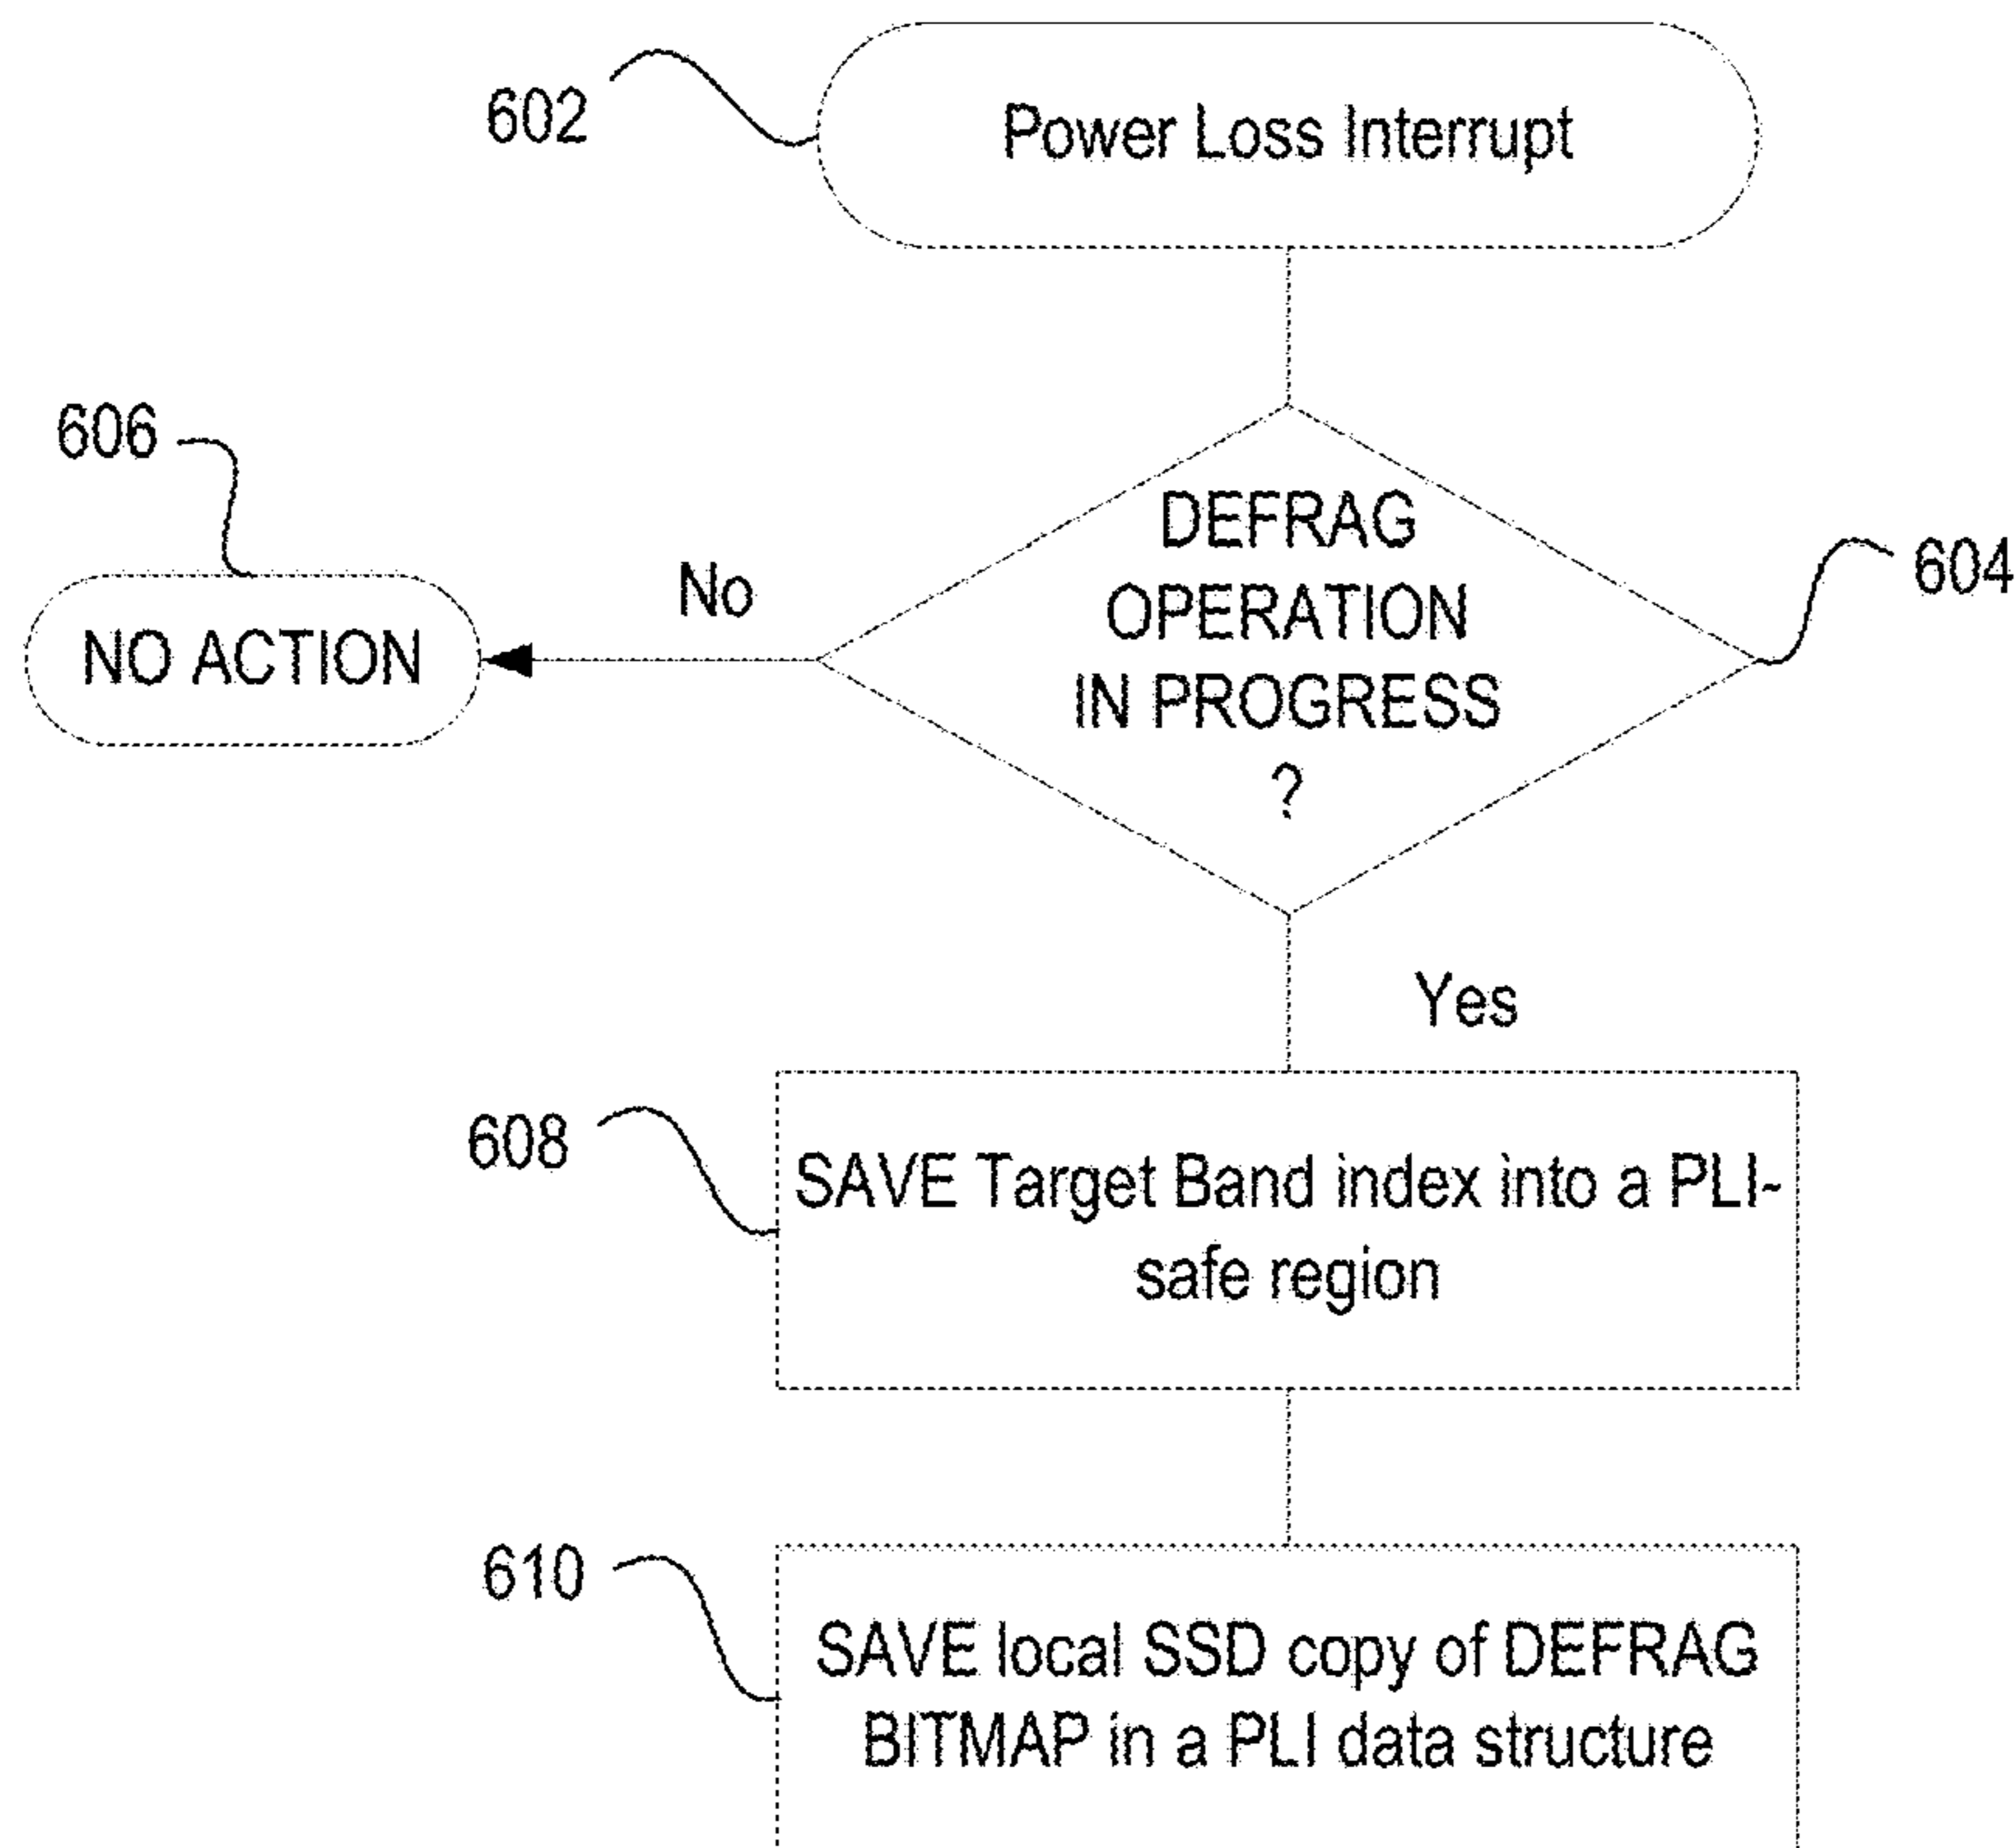 602
Power Loss Interrupt
606
DEFRAG
OPERATION
IN PROGRESS
?
604
No
NO ACTION
Yes
608
SAVE Target Band index into a PLI-
safe region
610
SAVE local SSD copy of DEFRAG
BITMAP in a PLI data structure